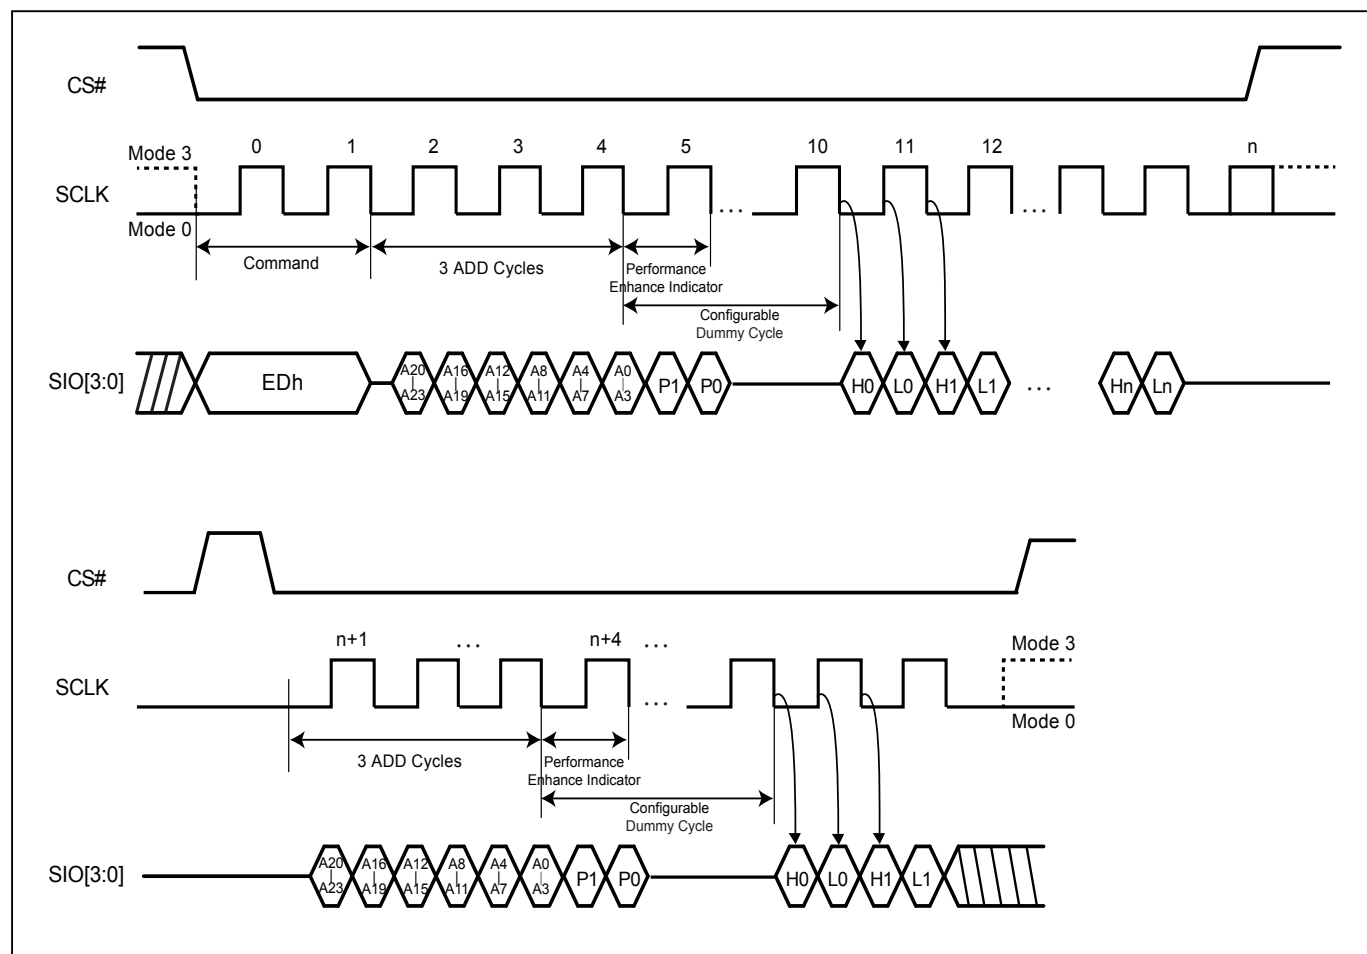 CS#
0 1 2 3 4 5 10 11 12 n
Mode 3
SCLK
... ...
Mode 0
Command
3 ADD Cycles
Performance
Enhance Indicator
Configurable
Dummy Cycle
SIO[3:0]
EDh
A20 | A23
A16 | A19
A12 | A15
A8 | A11
A4 | A7
A0 | A3
P1 P0
H0 L0 H1 L1 ... Hn Ln
CS#
n+1 ... n+4 ...
Mode 3
SCLK
...
Mode 0
3 ADD Cycles
Performance
Enhance Indicator
Configurable
Dummy Cycle
SIO[3:0]
A20 | A23
A16 | A19
A12 | A15
A8 | A11
A4 | A7
A0 | A3
P1 P0
H0 L0 H1 L1